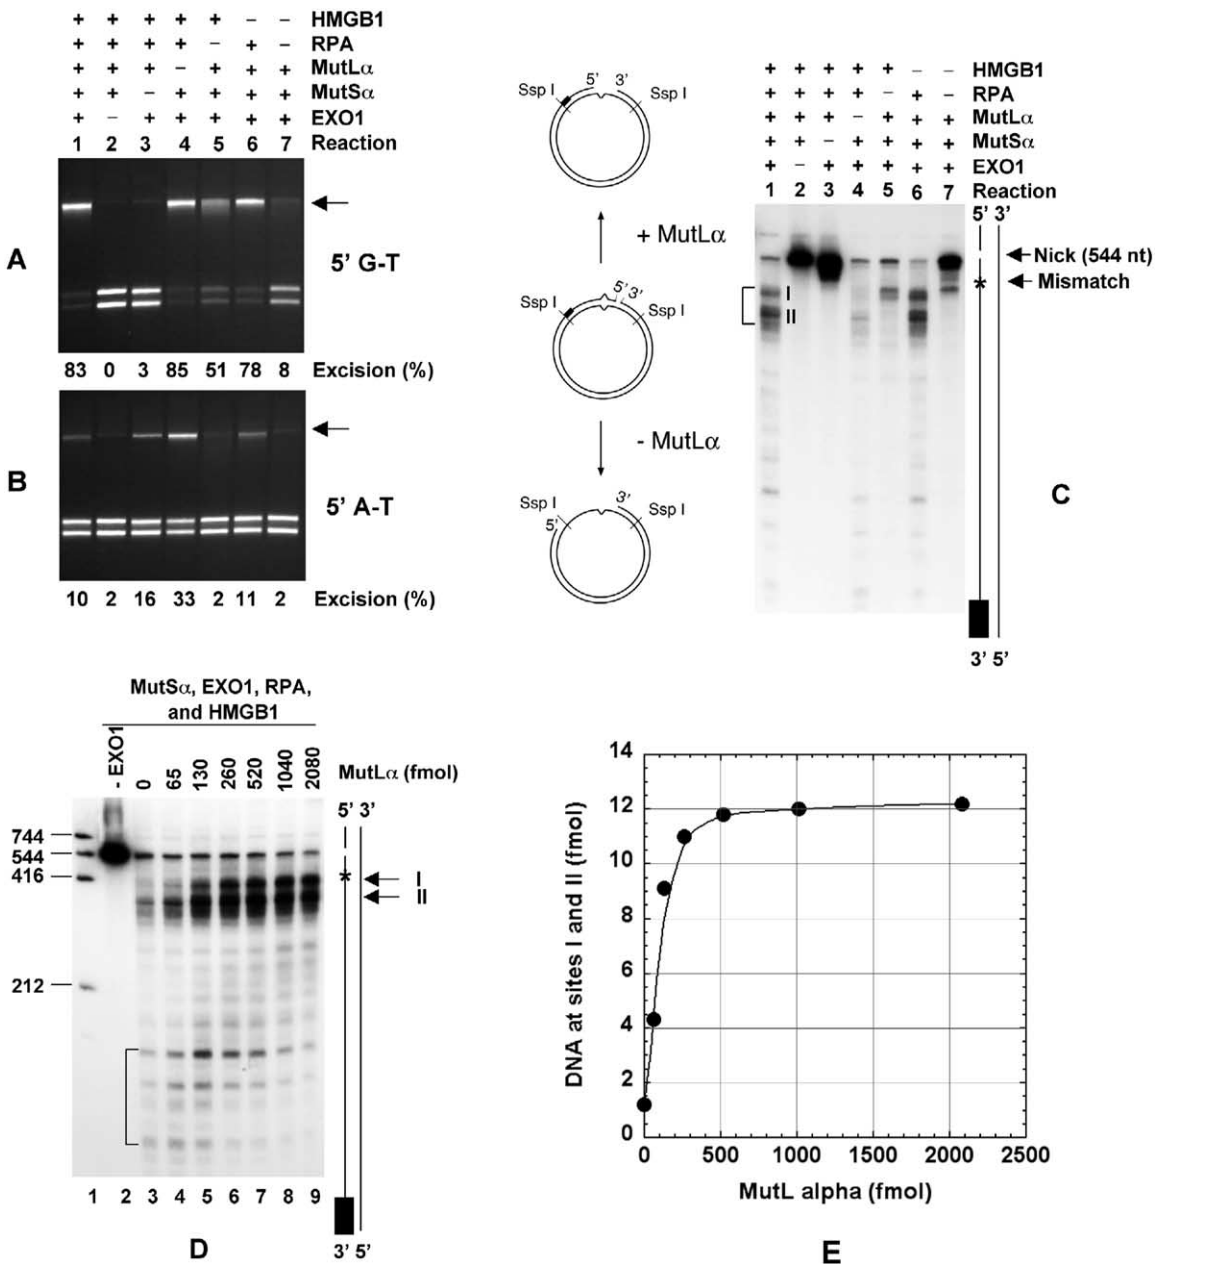 + + + + + − − HMGB1
+ + + + − + − RPA
+ + + − + + + MutLα
+ + − + + + + MutSα
+ − + + + + + EXO1
1 2 3 4 5 6 7 Reaction
A
5’ G-T
83 0 3 85 51 78 8 Excision (%)
B
5’ A-T
10 2 16 33 2 11 2 Excision (%)
5’ 3’
Ssp I Ssp I
+ MutLα
5’ 3’
Ssp I Ssp I
- MutLα
3’
Ssp I Ssp I
5’
+ + + + + − − HMGB1
+ + + + − + − RPA
+ + + − + + + MutLα
+ + − + + + + MutSα
+ − + + + + + EXO1
1 2 3 4 5 6 7 Reaction
5’ 3’
Nick (544 nt)
* Mismatch
I
II
C
3’ 5’
MutSα, EXO1, RPA,
and HMGB1
- EXO1 0 65 130 260 520 1040 2080 MutLα (fmol)
5’ 3’
744
544
416 * I
II
212
1 2 3 4 5 6 7 8 9
D
3’ 5’
14
12
10
8
6
4
2
0
DNA at sites I and II (fmol)
0 500 1000 1500 2000 2500
MutL alpha (fmol)
E